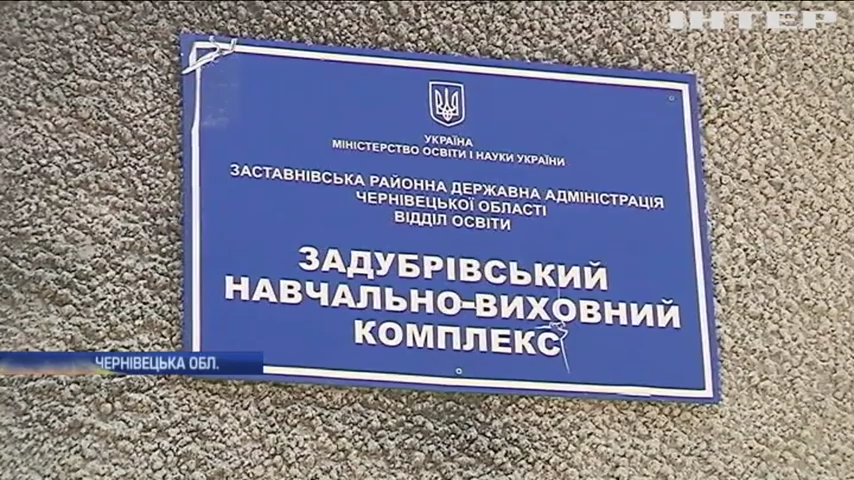 ІНТЕР
УКРАЇНА
МІНІСТЕРСТВО ОСВІТИ І НАУКИ УКРАЇНИ
ЗАСТАВНІВСЬКА РАЙОННА ДЕРЖАВНА АДМІНІСТРАЦІЯ
ЧЕРНІВЕЦЬКОЇ ОБЛАСТІ
ВІДДІЛ ОСВІТИ
ЗАДУБРІВСЬКИЙ
НАВЧАЛЬНО-ВИХОВНИЙ
КОМПЛЕКС
ЧЕРНІВЕЦЬКА ОБЛ.